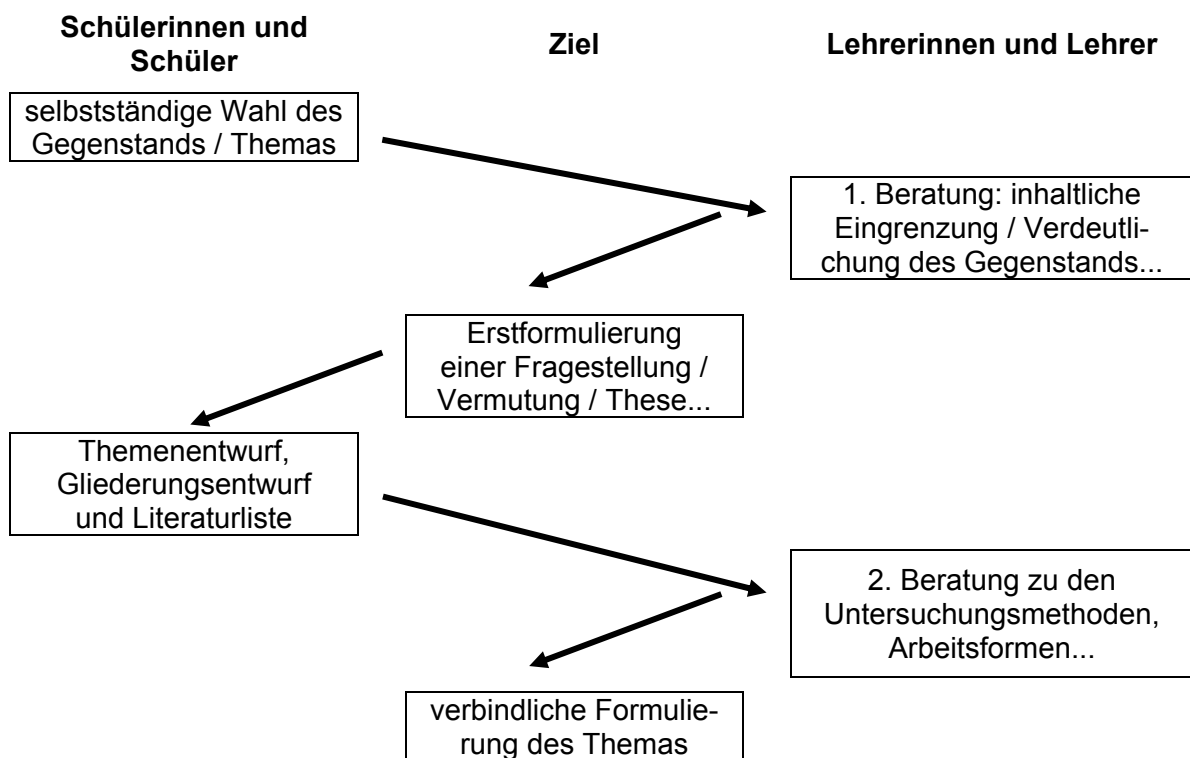 Schülerinnen und
Schüler
Ziel
Lehrerinnen und Lehrer
selbstständige Wahl des
Gegenstands / Themas
1. Beratung: inhaltliche
Eingrenzung / Verdeutli-
chung des Gegenstands...
Erstformulierung
einer Fragestellung /
Vermutung / These...
Themenentwurf,
Gliederungsentwurf
und Literaturliste
2. Beratung zu den
Untersuchungsmethoden,
Arbeitsformen...
verbindliche Formulie-
rung des Themas